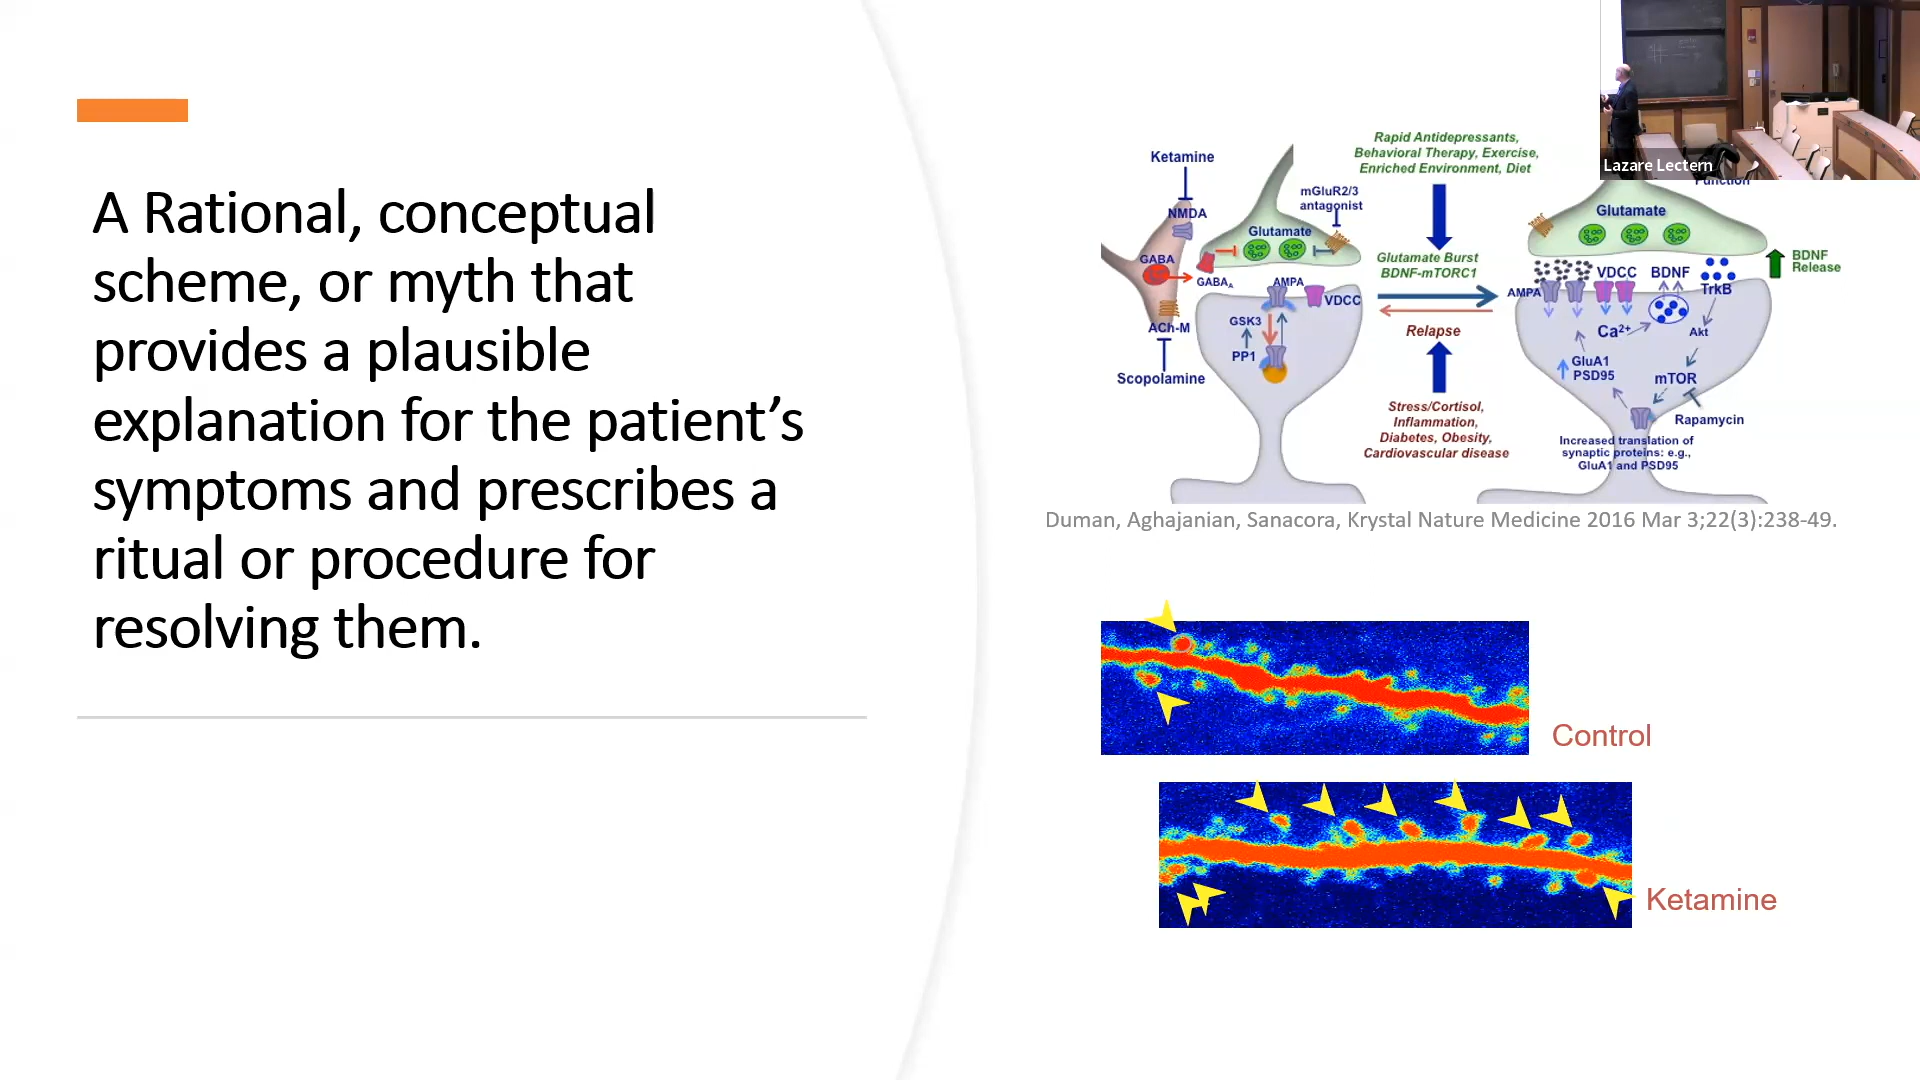 A Rational, conceptual
scheme, or myth that
provides a plausible
explanation for the patient’s
symptoms and prescribes a
ritual or procedure for
resolving them.
Lazare Lectern
Rapid Antidepressants,
Behavioral Therapy, Exercise,
Enriched Environment, Diet
Ketamine
NMDA
mGluR2/3
antagonist
Glutamate
GABA
GABAA
AMPA
VDCC
GSK3
PP1
ACh-M
Scopolamine
Glutamate Burst
BDNF-mTORC1
Relapse
Stress/Cortisol,
Inflammation,
Diabetes, Obesity,
Cardiovascular disease
Function
Glutamate
BDNF
Release
AMPA
VDCC
BDNF
TrkB
Ca2+
Akt
GluA1
PSD95
mTOR
Rapamycin
Increased translation of
synaptic proteins: e.g.,
GluA1 and PSD95
Duman, Aghajanian, Sanacora, Krystal Nature Medicine 2016 Mar 3;22(3):238-49.
Control
Ketamine